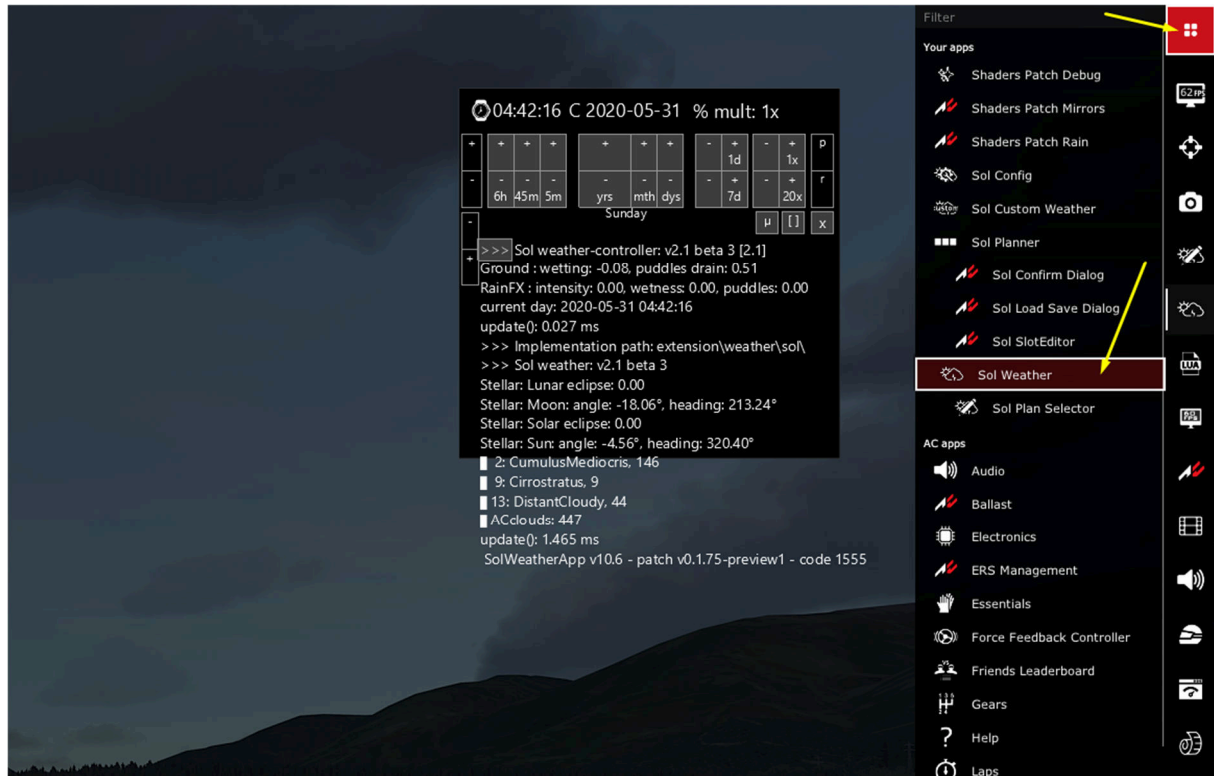 04:42:16 C 2020-05-31 % mult: 1x
+ + + + + + + - + - + p
1d 1x
- - - - - - - - + - + r
6h 45m 5m yrs mth dys 7d 20x
Sunday
- µ [ ] x
+
>>> Sol weather-controller: v2.1 beta 3 [2.1]
Ground : wetting: -0.08, puddles drain: 0.51
RainFX : intensity: 0.00, wetness: 0.00, puddles: 0.00
current day: 2020-05-31 04:42:16
update(): 0.027 ms
>>> Implementation path: extension\weather\sol\
>>> Sol weather: v2.1 beta 3
Stellar: Lunar eclipse: 0.00
Stellar: Moon: angle: -18.06°, heading: 213.24°
Stellar: Solar eclipse: 0.00
Stellar: Sun: angle: -4.56°, heading: 320.40°
2: CumulusMediocris, 146
9: Cirrostratus, 9
13: DistantCloudy, 44
ACclouds: 447
update(): 1.465 ms
SolWeatherApp v10.6 - patch v0.1.75-preview1 - code 1555
Filter
Your apps
Shaders Patch Debug
Shaders Patch Mirrors
Shaders Patch Rain
Sol Config
Sol Custom Weather
Sol Planner
Sol Confirm Dialog
Sol Load Save Dialog
Sol SlotEditor
Sol Weather
Sol Plan Selector
AC apps
Audio
Ballast
Electronics
ERS Management
Essentials
Force Feedback Controller
Friends Leaderboard
Gears
? Help
Laps
62 FPS
LUA